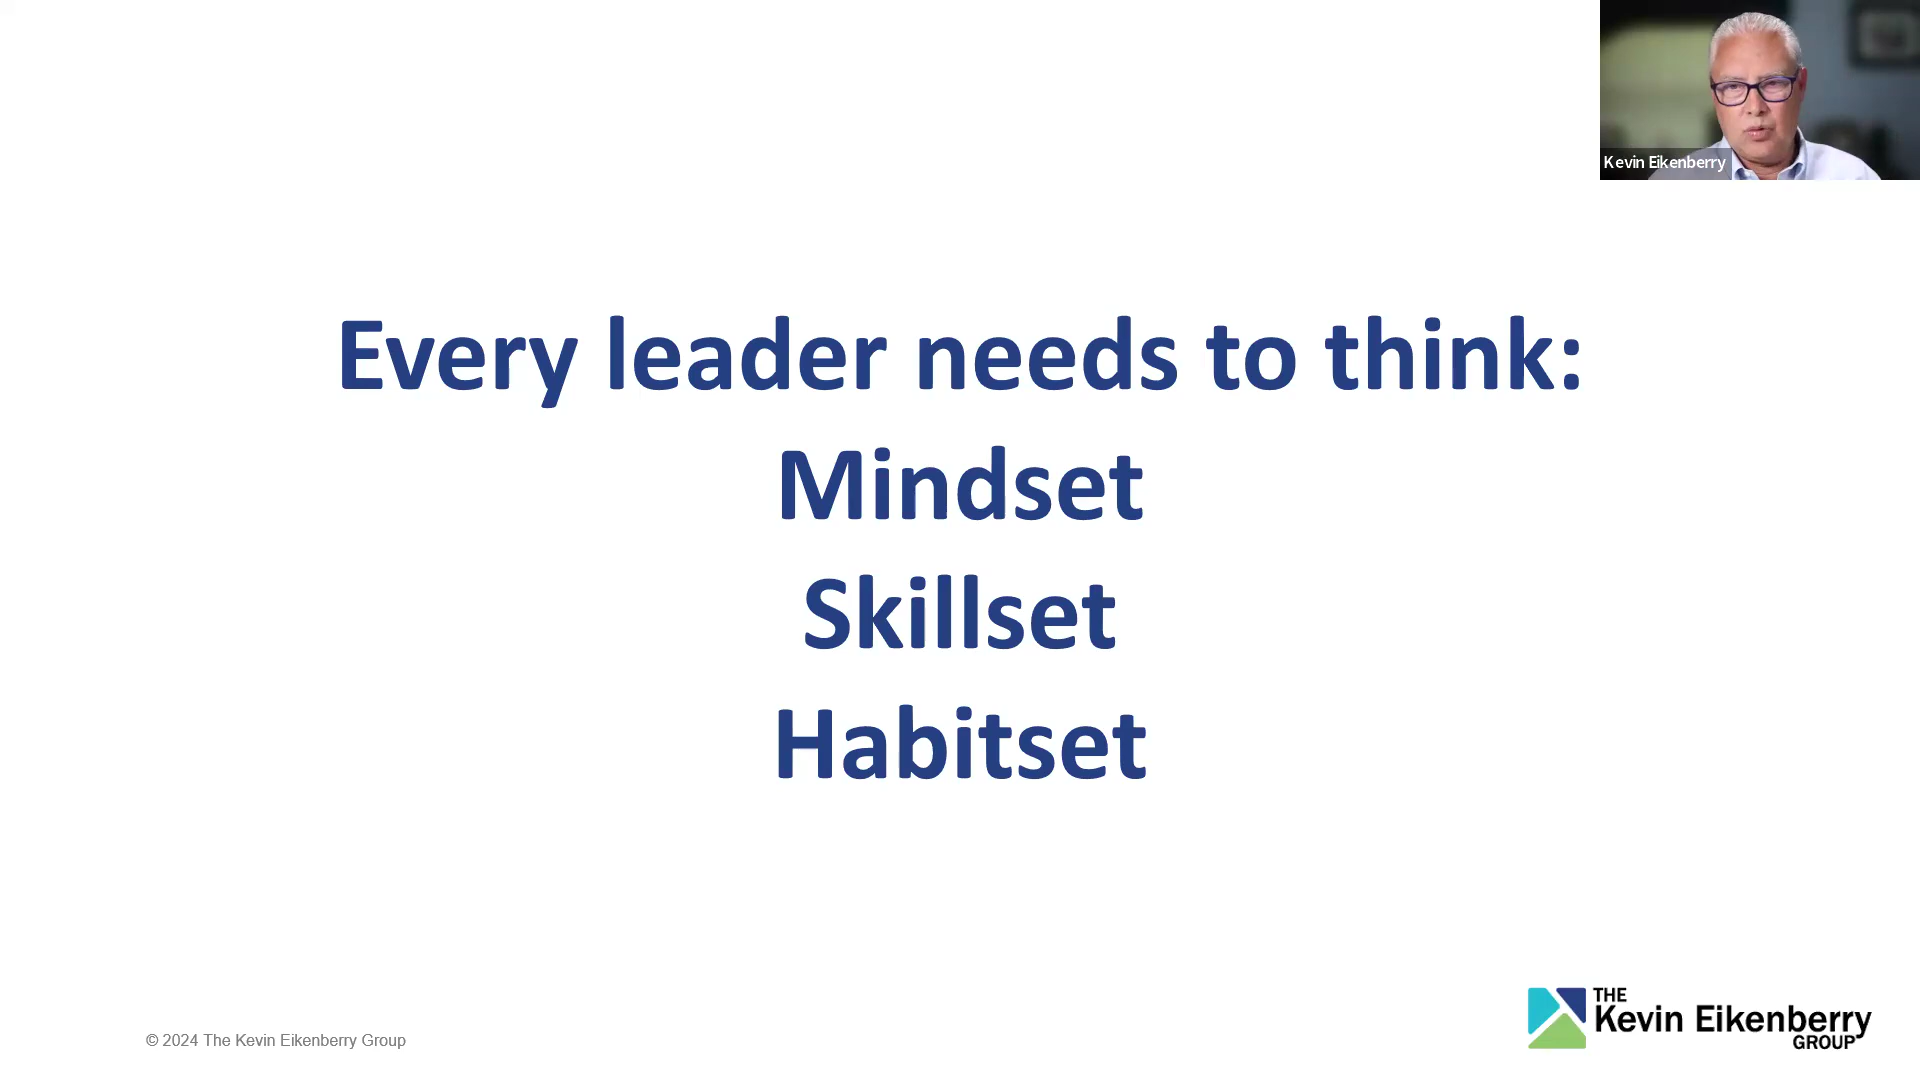 Kevin Eikenberry
Every leader needs to think:
Mindset
Skillset
Habitset
© 2024 The Kevin Eikenberry Group
THE
Kevin Eikenberry
GROUP